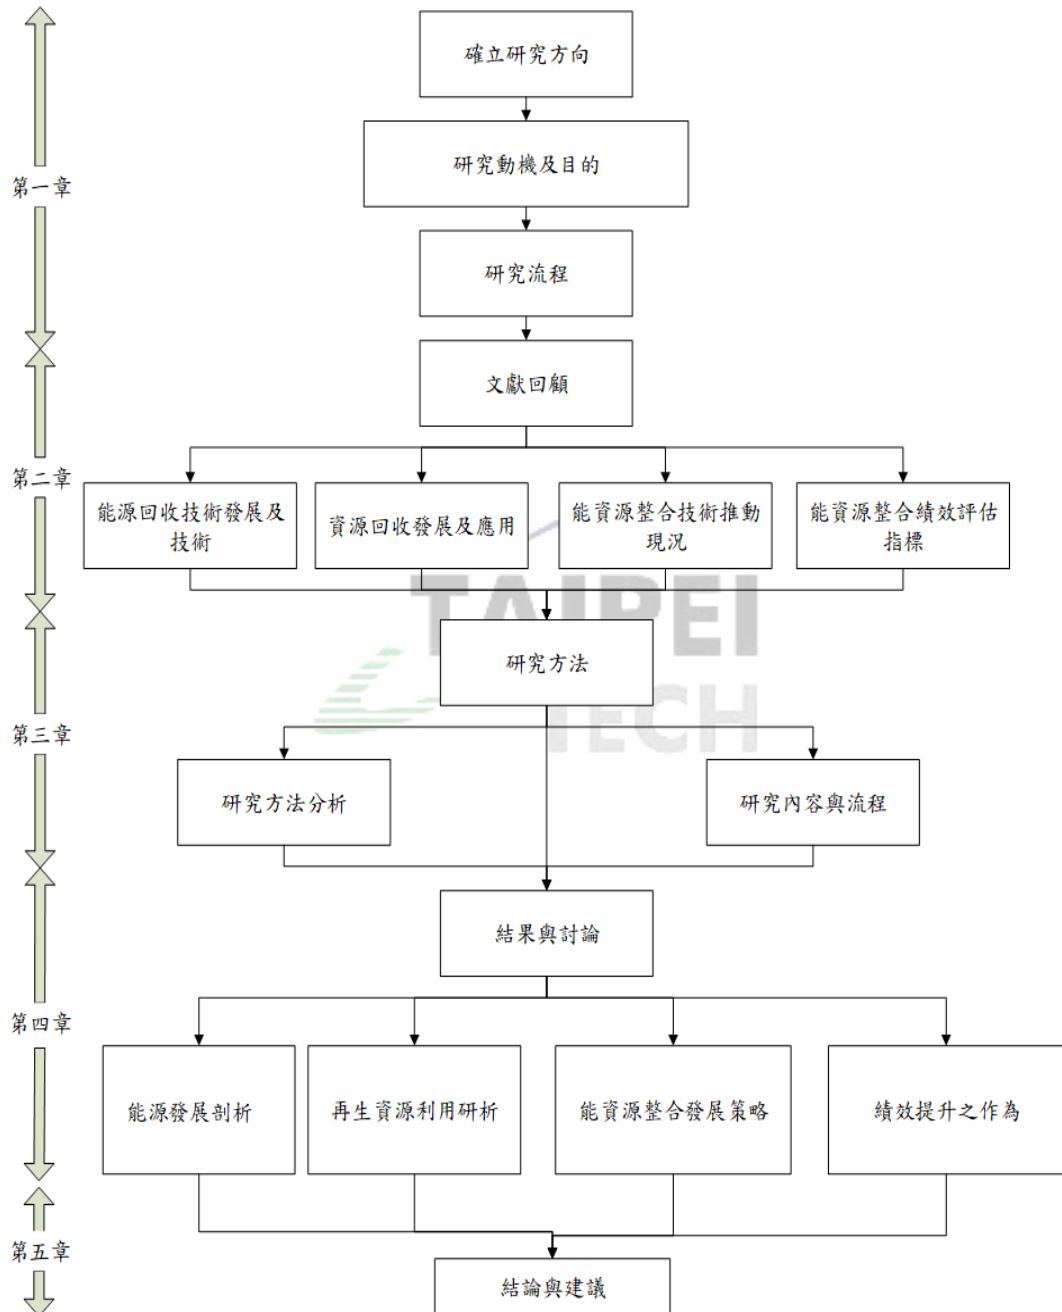 確立研究方向
研究動機及目的
第一章
研究流程
文獻回顧
第二章
能源回收技術發展及
技術
資源回收發展及應用
能資源整合技術推動
現況
能資源整合績效評估
指標
TAIPEI
TECH
研究方法
第三章
研究方法分析
研究內容與流程
結果與討論
第四章
能源發展剖析
再生資源利用研析
能資源整合發展策略
績效提升之作為
第五章
結論與建議